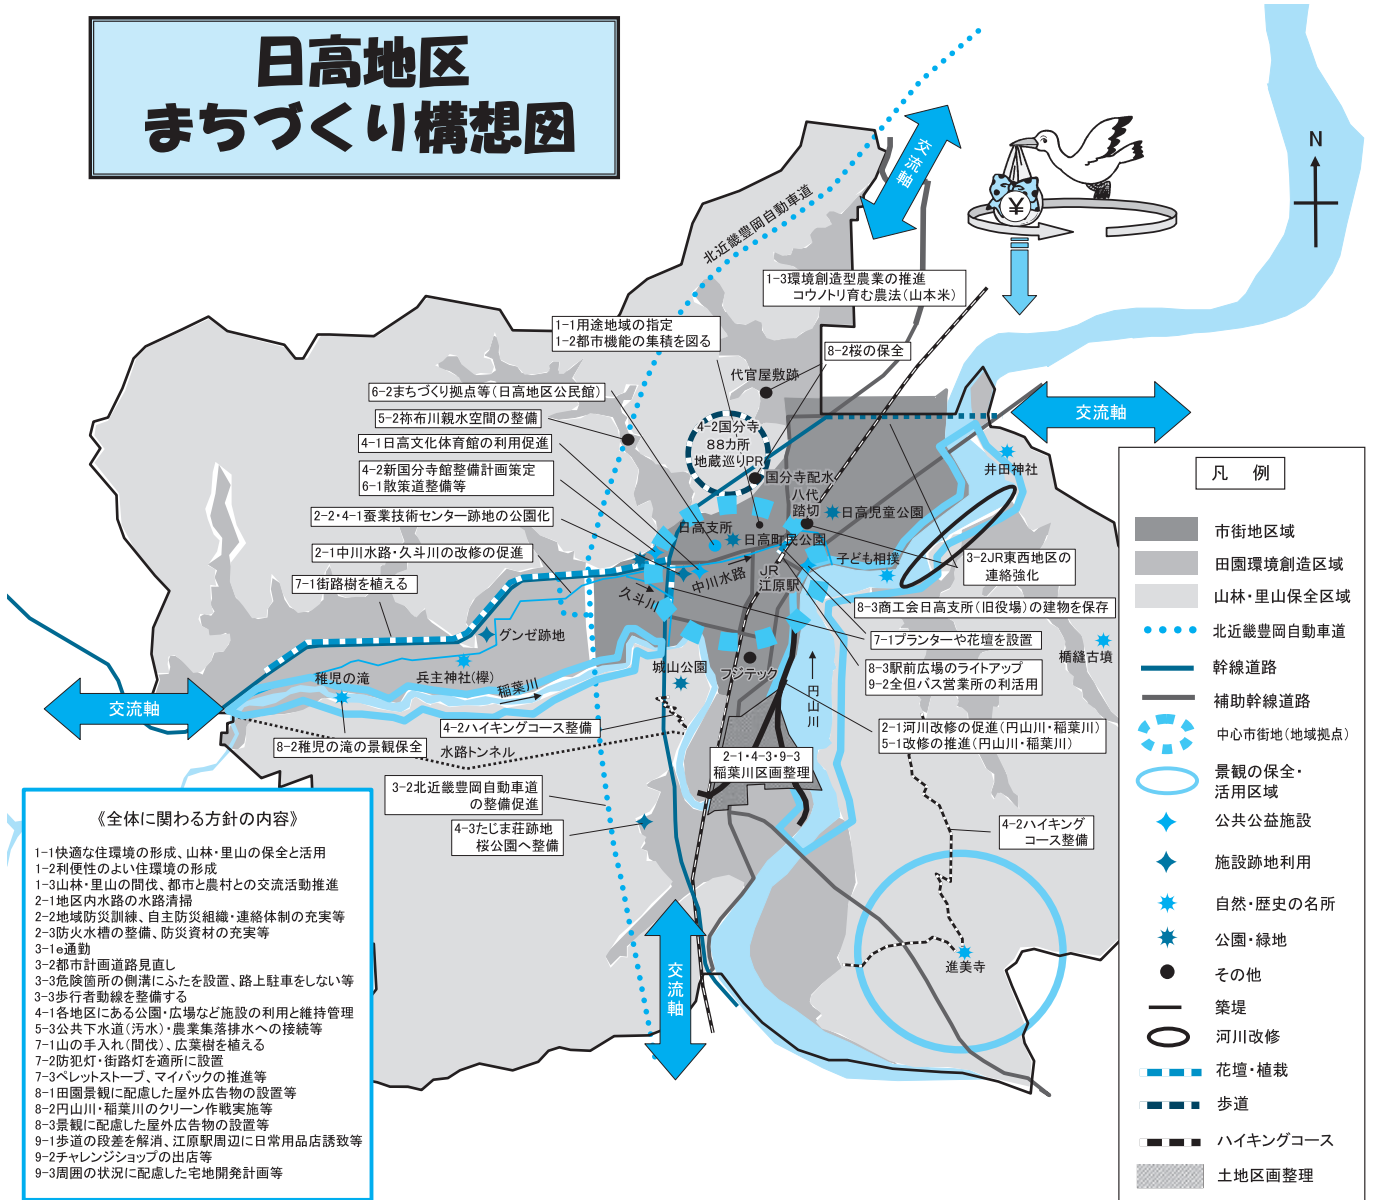 日高地区
まちづくり構想図
交流軸
N
¥
北近畿豊岡自動車道
1-3環境創造型農業の推進
コウノトリ育む農法(山本米)
1-1用途地域の指定
1-2都市機能の集積を図る
8-2桜の保全
代官屋敷跡
6-2まちづくり拠点等(日高地区公民館)
5-2祢布川親水空間の整備
4-1日高文化体育館の利用促進
4-2新国分寺館整備計画策定
6-1散策道整備等
2-2・4-1蚕業技術センター跡地の公園化
2-1中川水路・久斗川の改修の促進
7-1街路樹を植える
4-2国分寺
88カ所
地蔵巡りPR
国分寺配水
八代
踏切
日高児童公園
日高支所
日高町民公園
子ども相撲
井田神社
交流軸
3-2JR東西地区の
連絡強化
中川水路
JR
江原駅
久斗川
8-3商工会日高支所(旧役場)の建物を保存
7-1プランターや花壇を設置
8-3駅前広場のライトアップ
9-2全但バス営業所の利活用
楯縫古墳
グンゼ跡地
兵主神社(欅)
稚児の滝
稲葉川
城山公園
フジテック
円山川
交流軸
8-2稚児の滝の景観保全
4-2ハイキングコース整備
水路トンネル
2-1河川改修の促進(円山川・稲葉川)
5-1改修の推進(円山川・稲葉川)
2-1・4-3・9-3
稲葉川区画整理
3-2北近畿豊岡自動車道
の整備促進
4-3たじま荘跡地
桜公園へ整備
4-2ハイキング
コース整備
進美寺
交流軸
《全体に関わる方針の内容》
1-1快適な住環境の形成、山林・里山の保全と活用
1-2利便性のよい住環境の形成
1-3山林・里山の間伐、都市と農村との交流活動推進
2-1地区内水路の水路清掃
2-2地域防災訓練、自主防災組織・連絡体制の充実等
2-3防火水槽の整備、防災資材の充実等
3-1e通勤
3-2都市計画道路見直し
3-3危険箇所の側溝にふたを設置、路上駐車をしない等
3-3歩行者動線を整備する
4-1各地区にある公園・広場など施設の利用と維持管理
5-3公共下水道(汚水)・農業集落排水への接続等
7-1山の手入れ(間伐)、広葉樹を植える
7-2防犯灯・街路灯を適所に設置
7-3ペレットストーブ、マイバックの推進等
8-1田園景観に配慮した屋外広告物の設置等
8-2円山川・稲葉川のクリーン作戦実施等
8-3景観に配慮した屋外広告物の設置等
9-1歩道の段差を解消、江原駅周辺に日常用品店誘致等
9-2チャレンジショップの出店等
9-3周囲の状況に配慮した宅地開発計画等
凡 例
市街地区域
田園環境創造区域
山林・里山保全区域
北近畿豊岡自動車道
幹線道路
補助幹線道路
中心市街地(地域拠点)
景観の保全・
活用区域
公共公益施設
施設跡地利用
自然・歴史の名所
公園・緑地
その他
築堤
河川改修
花壇・植栽
歩道
ハイキングコース
土地区画整理